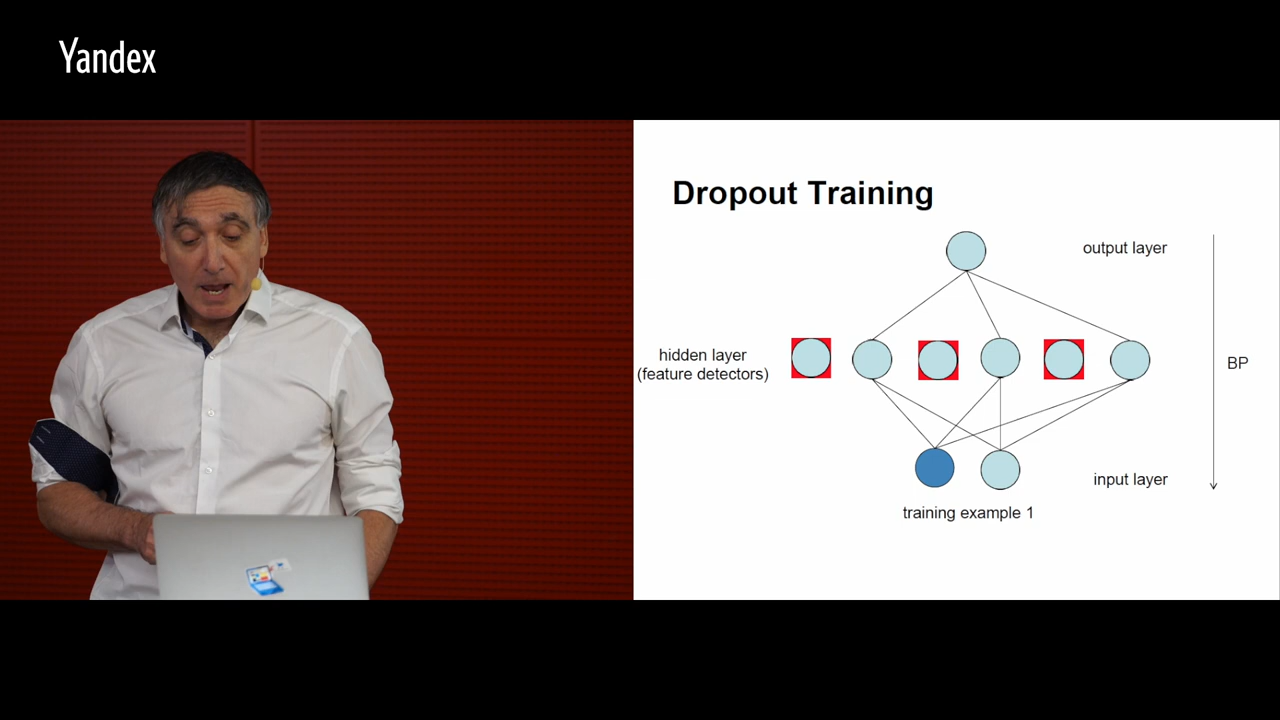 Yandex
Dropout Training
output layer
hidden layer
(feature detectors)
BP
input layer
training example 1